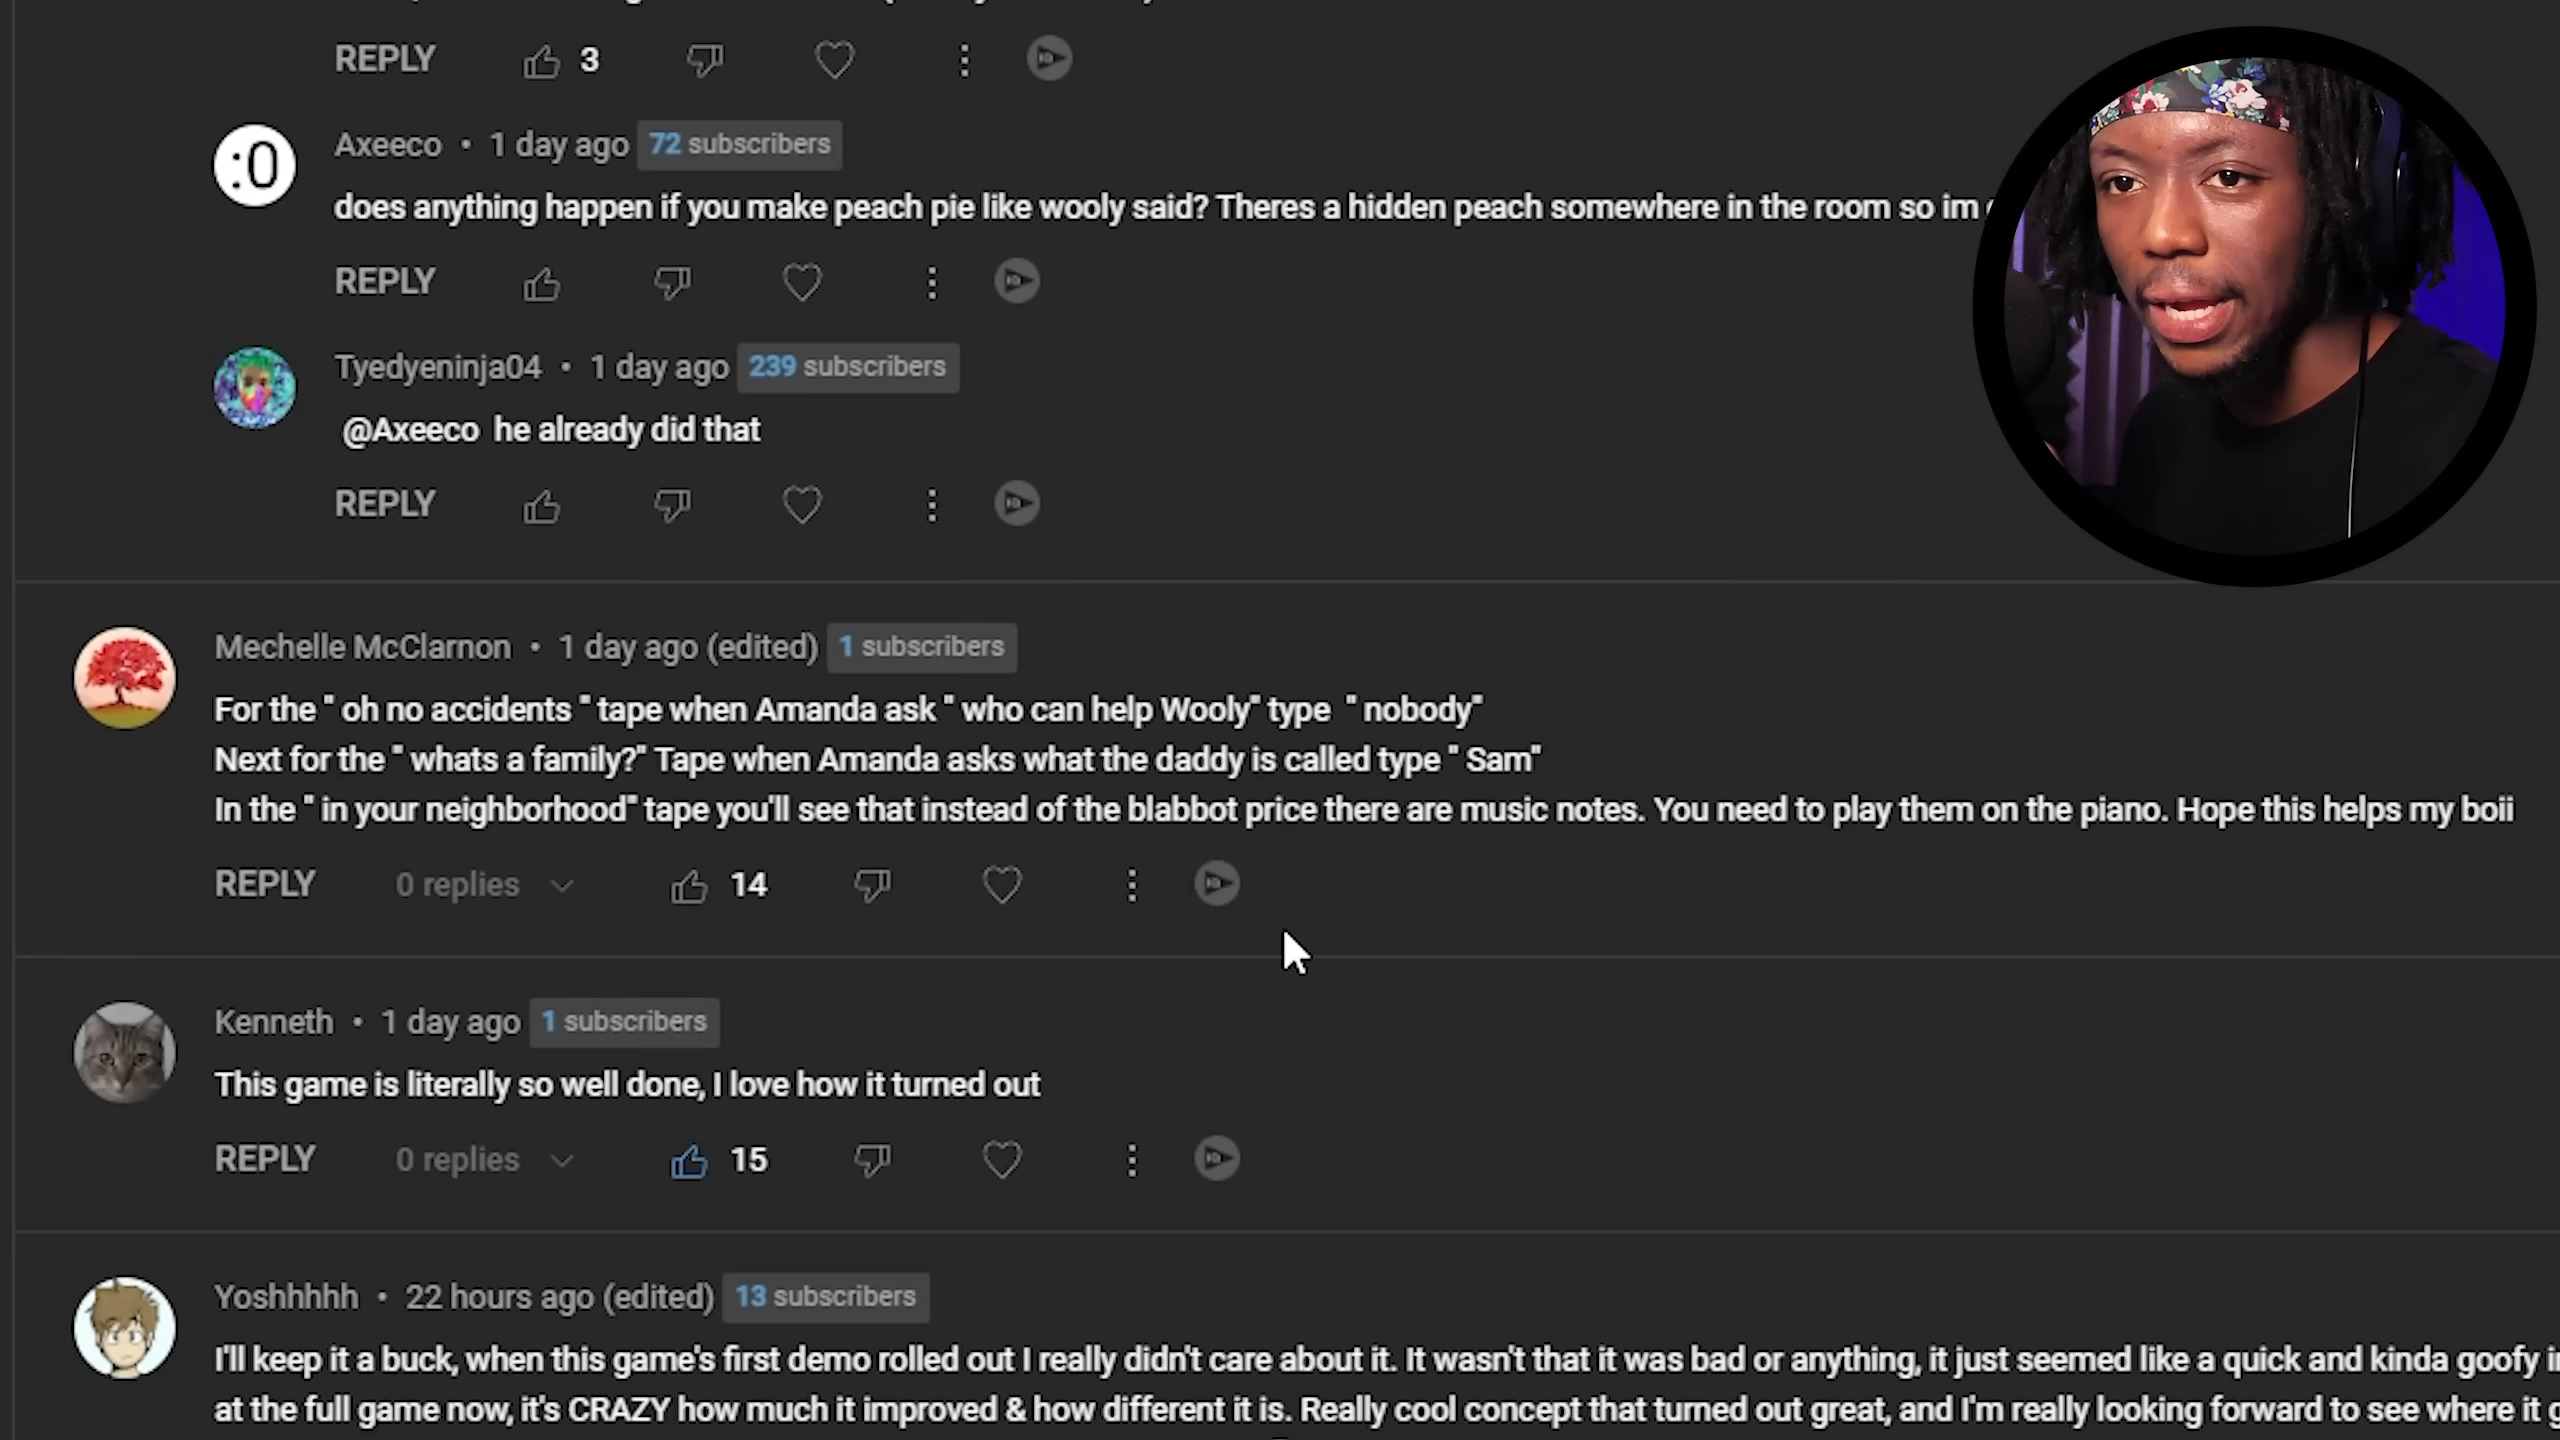 REPLY 3
:0
Axeeco • 1 day ago 72 subscribers
does anything happen if you make peach pie like wooly said? Theres a hidden peach somewhere in the room so im
REPLY
Tyedyeninja04 • 1 day ago 239 subscribers
@Axeeco he already did that
REPLY
Mechelle McClarnon • 1 day ago (edited) 1 subscribers
For the " oh no accidents " tape when Amanda ask " who can help Wooly" type " nobody"
Next for the " whats a family?" Tape when Amanda asks what the daddy is called type " Sam"
In the " in your neighborhood" tape you'll see that instead of the blabbot price there are music notes. You need to play them on the piano. Hope this helps my boii
REPLY 0 replies 14
Kenneth • 1 day ago 1 subscribers
This game is literally so well done, I love how it turned out
REPLY 0 replies 15
Yoshhhhh • 22 hours ago (edited) 13 subscribers
I'll keep it a buck, when this game's first demo rolled out I really didn't care about it. It wasn't that it was bad or anything, it just seemed like a quick and kinda goofy
at the full game now, it's CRAZY how much it improved & how different it is. Really cool concept that turned out great, and I'm really looking forward to see where it